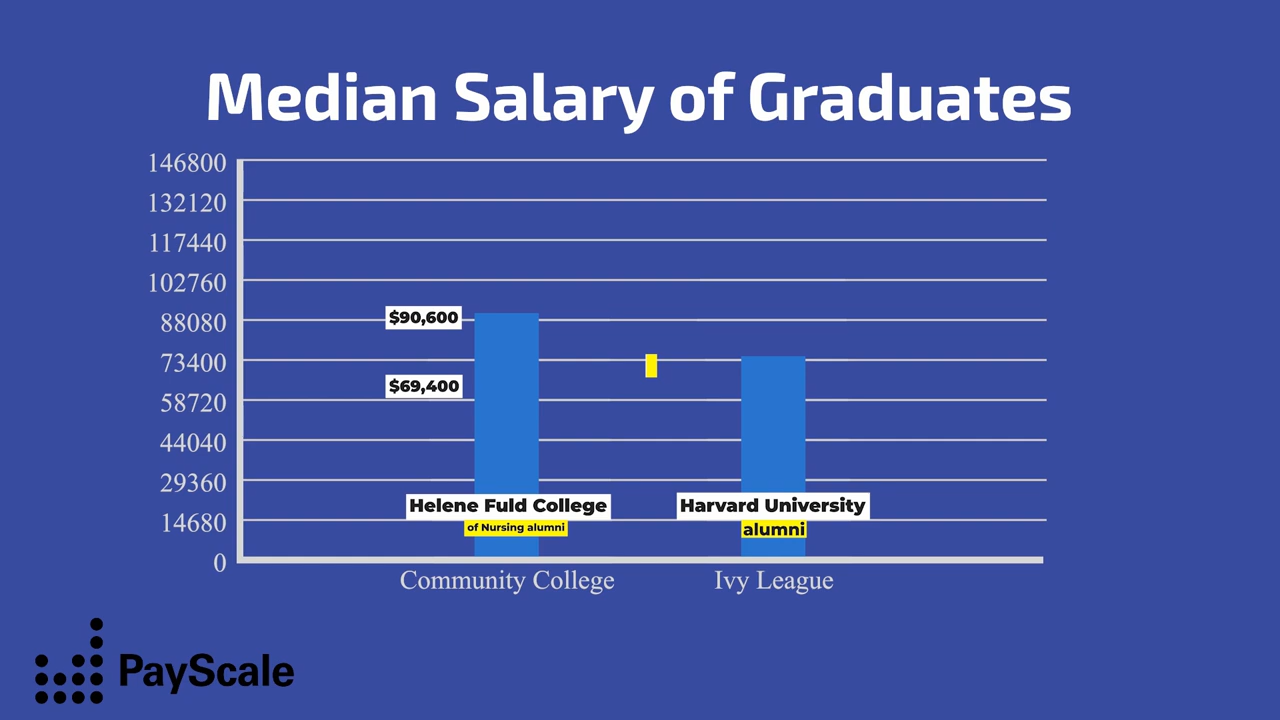 Median Salary of Graduates
146800
132120
117440
102760
88080
73400
58720
44040
29360
14680
0
$90,600
$69,400
Helene Fuld College
of Nursing alumni
Harvard University
alumni
Community College
Ivy League
PayScale